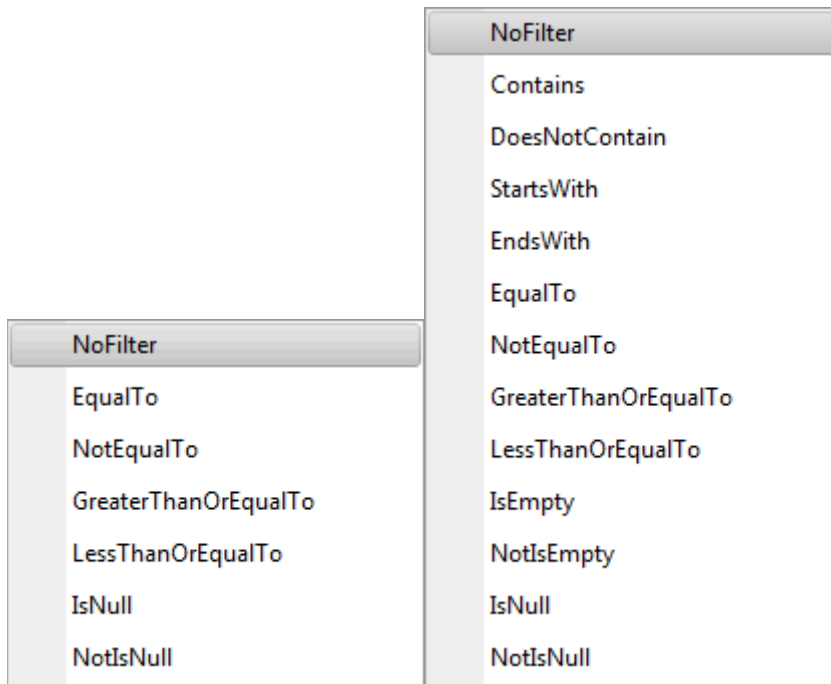 NoFilter
EqualTo
NotEqualTo
GreaterThanOrEqualTo
LessThanOrEqualTo
IsNull
NotIsNull
NoFilter
Contains
DoesNotContain
StartsWith
EndsWith
EqualTo
NotEqualTo
GreaterThanOrEqualTo
LessThanOrEqualTo
IsEmpty
NotIsEmpty
IsNull
NotIsNull